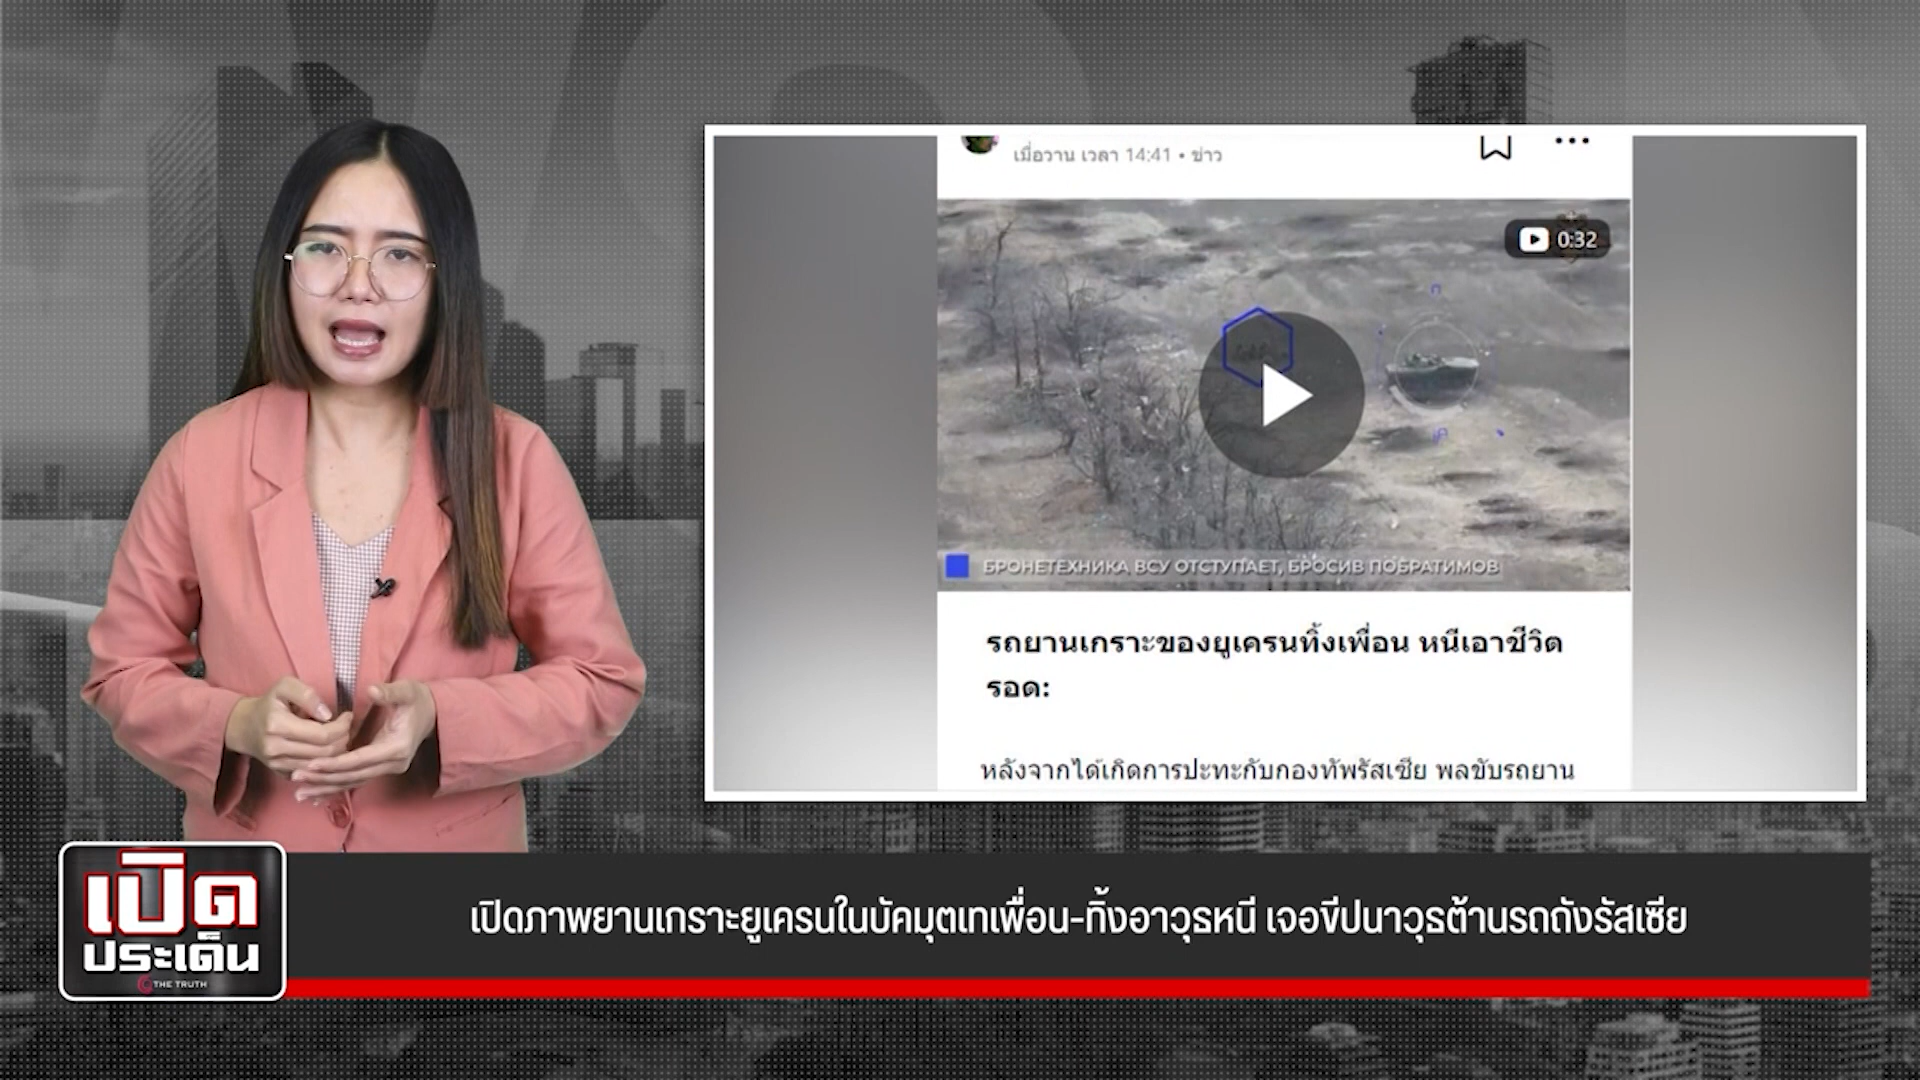 เมื่อวาน เวลา 14:41 • ข่าว
0:32
БРОНЕТЕХНИКА ВСУ ОТСТУПАЕТ, БРОСИВ ПОБРАТИМОВ
รถยานเกราะของยูเครนทิ้งเพื่อน หนีเอาชีวิต
รอด:
หลังจากได้เกิดการปะทะกับกองทัพรัสเซีย พลขับรถยาน
เปิด
ประเด็น
THE TRUTH
เปิดภาพยานเกราะยูเครนในบัคมุตเทเพื่อน-ทิ้งอาวุธหนี เจอขีปนาวุธต้านรถถังรัสเซีย